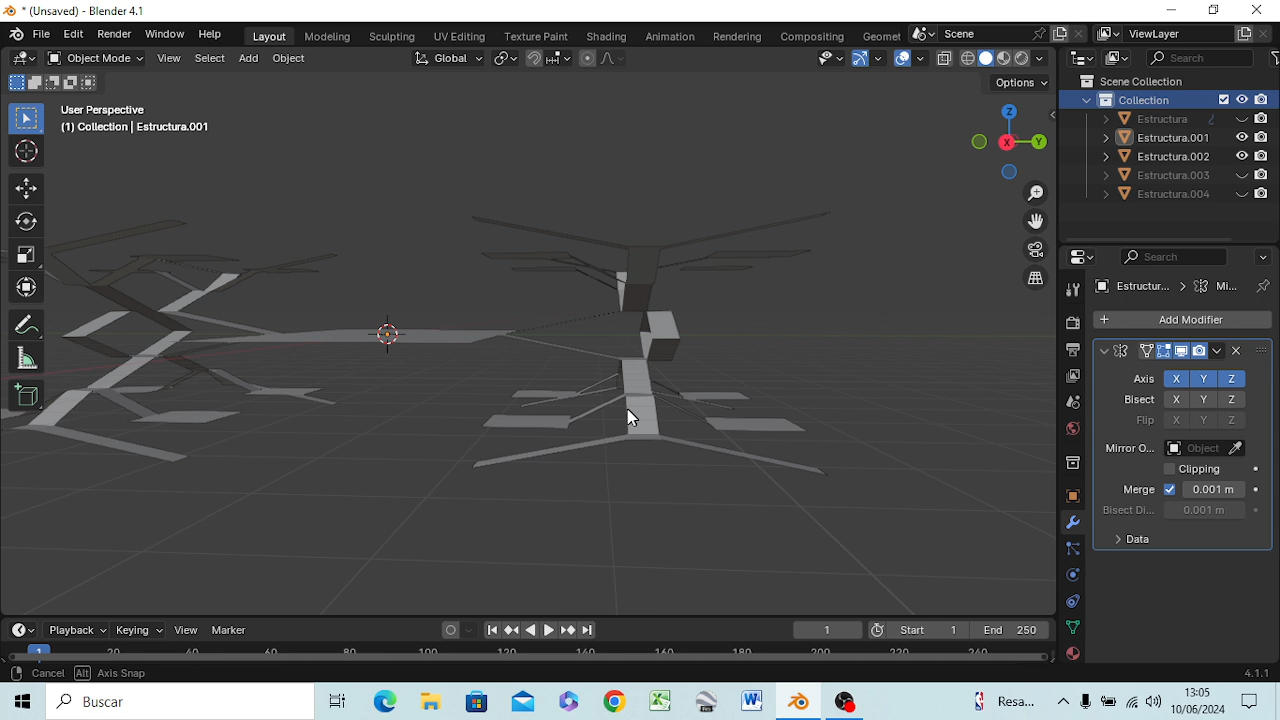 * (Unsaved) - Blender 4.1
File Edit Render Window Help Layout Modeling Sculpting UV Editing Texture Paint Shading Animation Rendering Compositing Geomet Scene ViewLayer
Object Mode View Select Add Object Global Search
Options
User Perspective
(1) Collection | Estructura.001
Z
X
Y
Scene Collection
Collection
Estructura
Estructura.001
Estructura.002
Estructura.003
Estructura.004
Search
Estructur... > Mi...
Add Modifier
Axis X Y Z
Bisect X Y Z
Flip X Y Z
Mirror O... Object
Clipping
Merge 0.001 m
Bisect Di... 0.001 m
Data
Playback Keying View Marker 1 Start 1 End 250
1 20 40 60 80 100 120 140 160 180 200 220 240
Cancel Alt Axis Snap 4.1.1
Buscar Resa... 13:05
10/06/2024